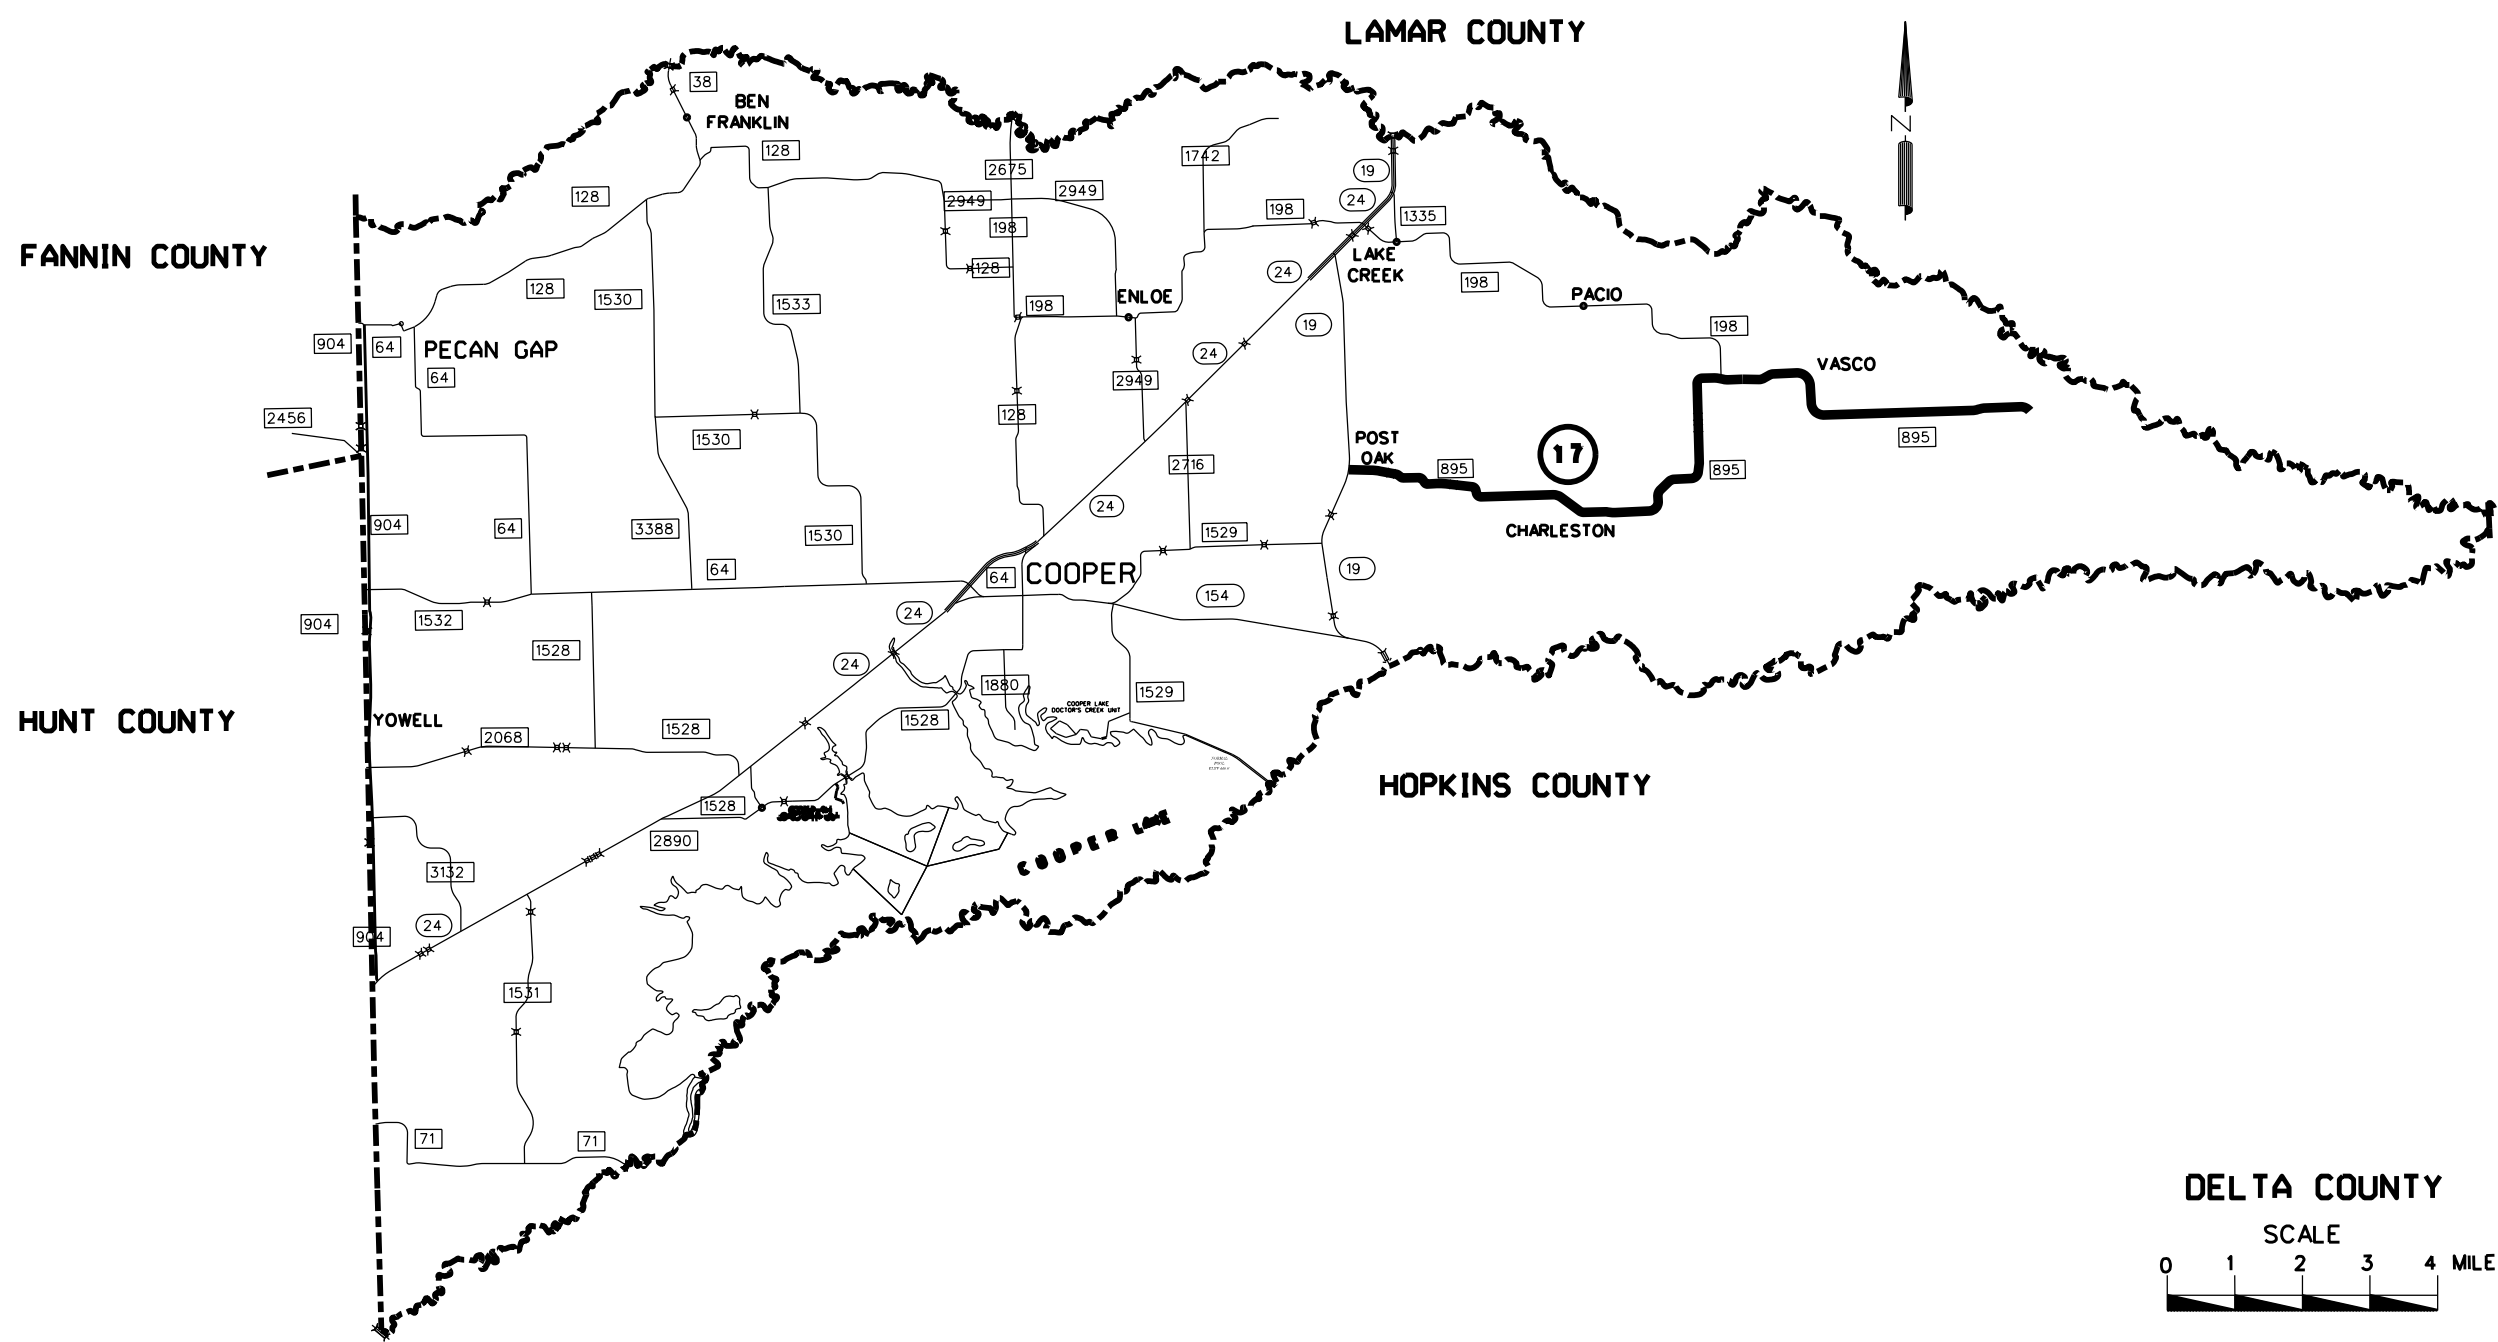 LAMAR COUNTY
38
BEN
FRANKLIN
128
1742
2675
19
N
128
2949
2949
24
198
1335
198
FANNIN COUNTY
LAKE
CREEK
128
24
198
128
1530
1533
198
ENLOE
PACIO
19
198
904
64
PECAN GAP
24
VASCO
64
2949
2456
128
1530
POST
OAK
17
895
2716
895
895
24
904
64
3388
1530
1529
CHARLESTON
64
64
COOPER
19
154
904
1532
24
1528
24
1880
1529
COOPER LAKE
DOCTOR'S CREEK UNIT
HUNT COUNTY
YOWELL
1528
1528
2068
HOPKINS COUNTY
1528
2890
COOPER LAKE
3132
24
904
1531
71
71
DELTA COUNTY
SCALE
0 1 2 3 4 MILE